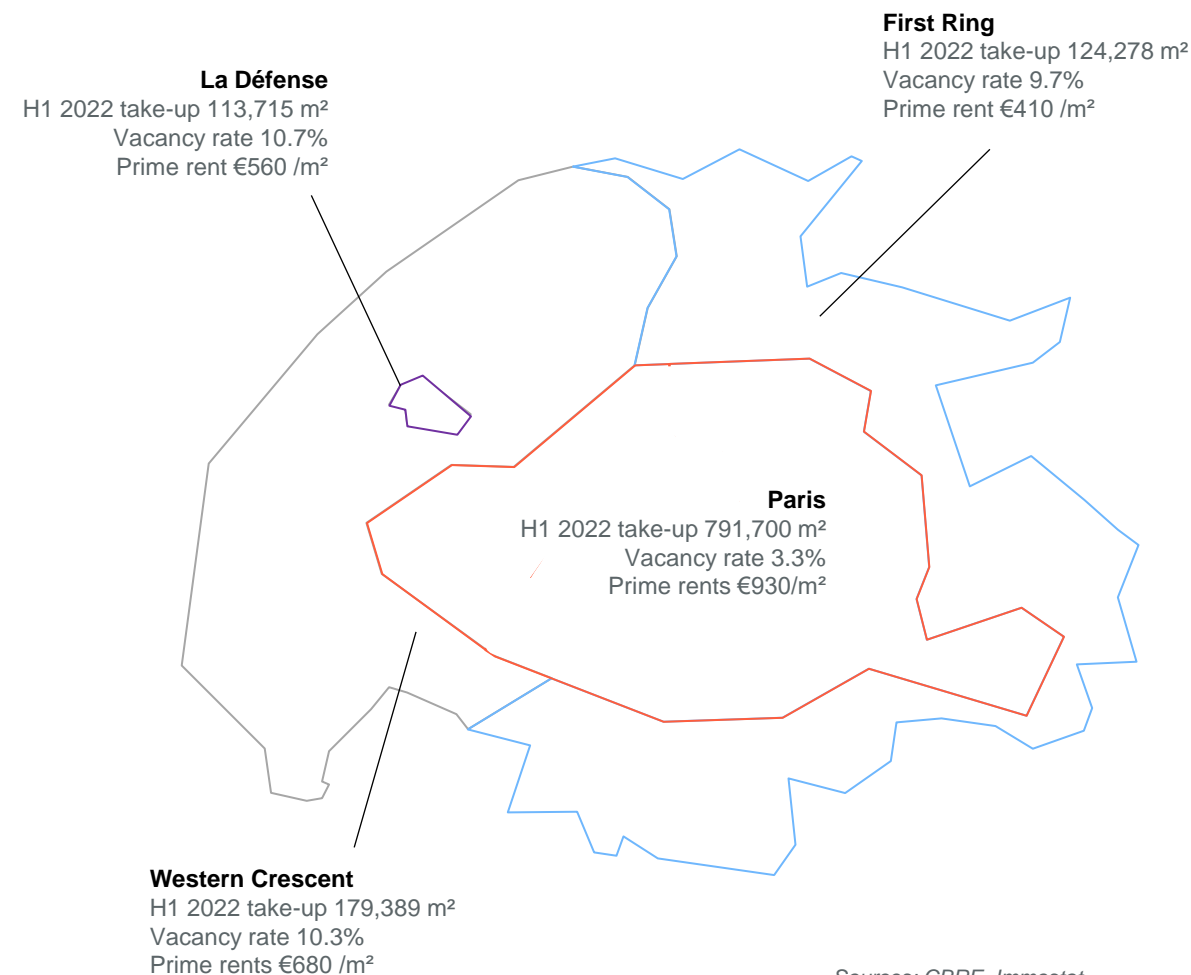 First Ring
H1 2022 take-up 124,278 m²
Vacancy rate 9.7%
Prime rent €410 /m²
La Défense
H1 2022 take-up 113,715 m²
Vacancy rate 10.7%
Prime rent €560 /m²
Paris
H1 2022 take-up 791,700 m²
Vacancy rate 3.3%
Prime rents €930/m²
Western Crescent
H1 2022 take-up 179,389 m²
Vacancy rate 10.3%
Prime rents €680 /m²
Sources: CBRE, Immostat